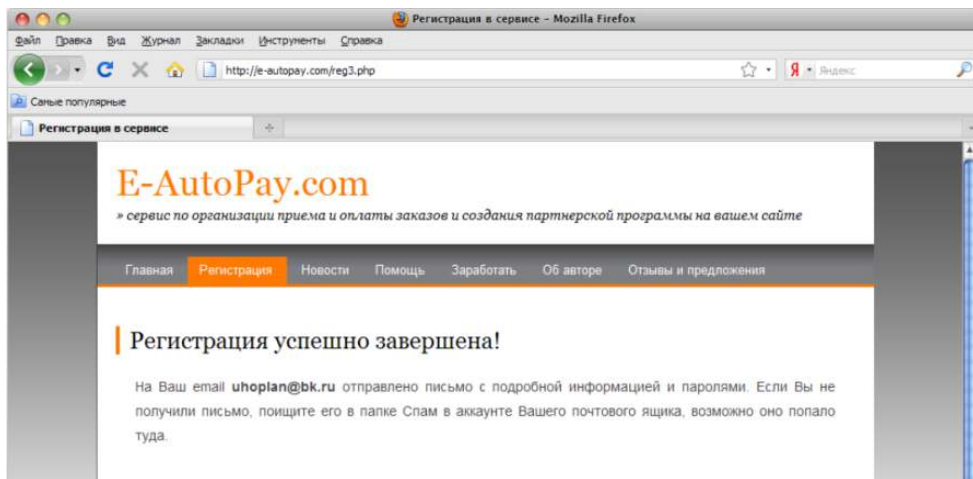 Регистрация в сервисе – Mozilla Firefox
Файл Правка Вид Журнал Закладки Инструменты Справка
http://e-autopay.com/reg3.php Я Яндекс
Самые популярные
Регистрация в сервисе
E-AutoPay.com
» сервис по организации приема и оплаты заказов и создания партнерской программы на вашем сайте
Главная Регистрация Новости Помощь Заработать Об авторе Отзывы и предложения
Регистрация успешно завершена!
На Ваш email uhoplan@bk.ru отправлено письмо с подробной информацией и паролями. Если Вы не
получили письмо, поищите его в папке Спам в аккаунте Вашего почтового ящика, возможно оно попало
туда.